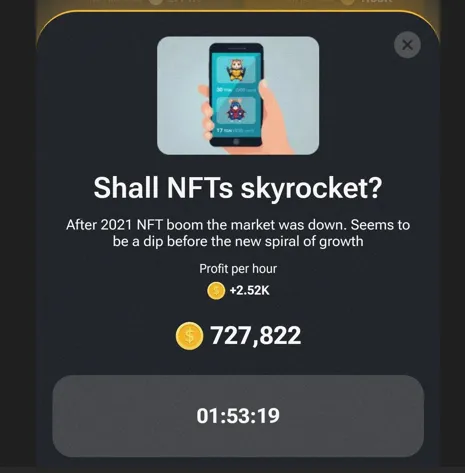 Shall NFTs skyrocket?
After 2021 NFT boom the market was down. Seems to
be a dip before the new spiral of growth
Profit per hour
+2.52K
727,822
01:53:19